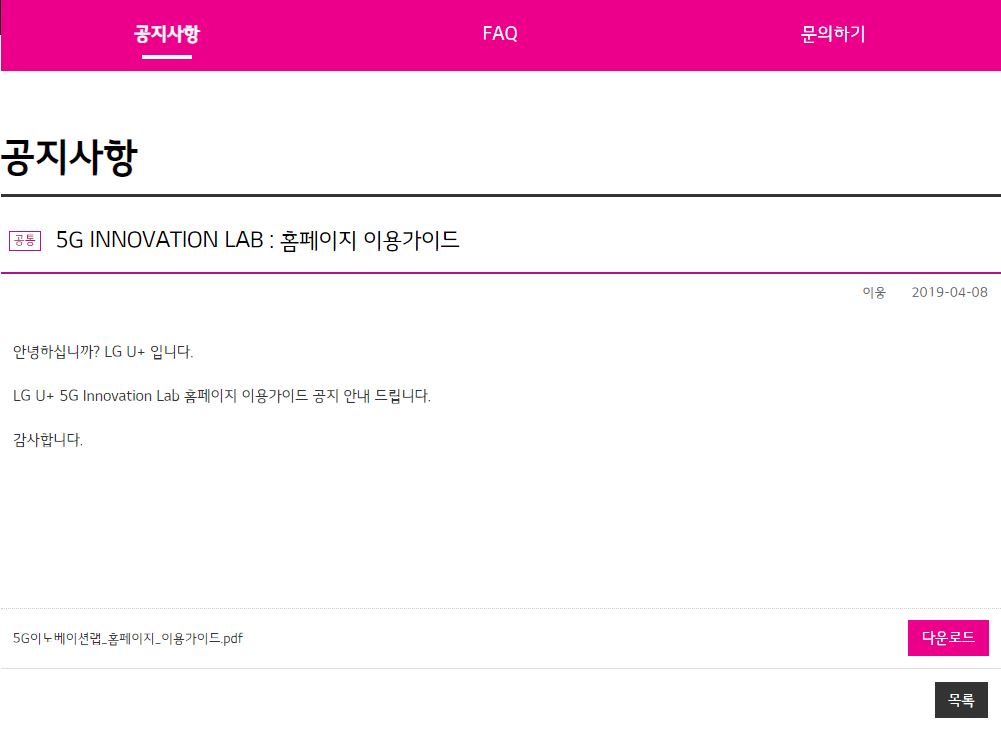 공지사항 FAQ 문의하기
공지사항
공통 5G INNOVATION LAB : 홈페이지 이용가이드
이웅 2019-04-08
안녕하십니까? LG U+ 입니다.
LG U+ 5G Innovation Lab 홈페이지 이용가이드 공지 안내 드립니다.
감사합니다.
5G이노베이션랩_홈페이지_이용가이드.pdf 다운로드
목록